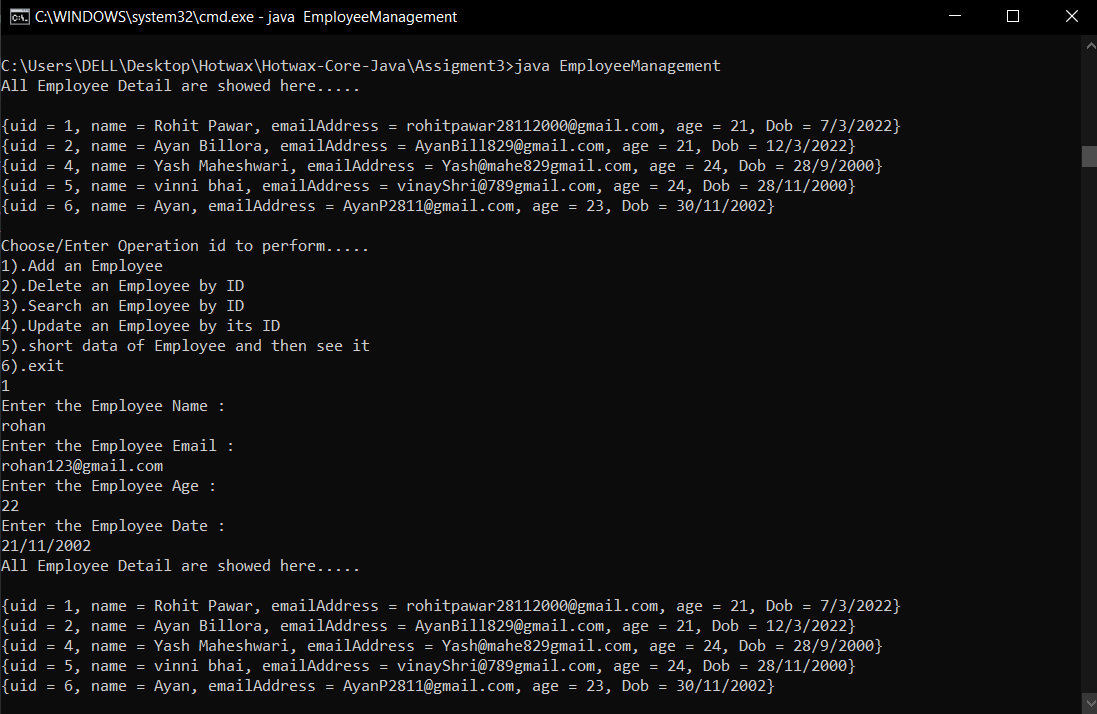 C:\WINDOWS\system32\cmd.exe - java  EmployeeManagement
C:\Users\DELL\Desktop\Hotwax\Hotwax-Core-Java\Assigment3>java EmployeeManagement
All Employee Detail are showed here.....
{uid = 1, name = Rohit Pawar, emailAddress = rohitpawar28112000@gmail.com, age = 21, Dob = 7/3/2022}
{uid = 2, name = Ayan Billora, emailAddress = AyanBill829@gmail.com, age = 21, Dob = 12/3/2022}
{uid = 4, name = Yash Maheshwari, emailAddress = Yash@mahe829gmail.com, age = 24, Dob = 28/9/2000}
{uid = 5, name = vinni bhai, emailAddress = vinayShri@789gmail.com, age = 24, Dob = 28/11/2000}
{uid = 6, name = Ayan, emailAddress = AyanP2811@gmail.com, age = 23, Dob = 30/11/2002}
Choose/Enter Operation id to perform.....
1).Add an Employee
2).Delete an Employee by ID
3).Search an Employee by ID
4).Update an Employee by its ID
5).short data of Employee and then see it
6).exit
1
Enter the Employee Name :
rohan
Enter the Employee Email :
rohan123@gmail.com
Enter the Employee Age :
22
Enter the Employee Date :
21/11/2002
All Employee Detail are showed here.....
{uid = 1, name = Rohit Pawar, emailAddress = rohitpawar28112000@gmail.com, age = 21, Dob = 7/3/2022}
{uid = 2, name = Ayan Billora, emailAddress = AyanBill829@gmail.com, age = 21, Dob = 12/3/2022}
{uid = 4, name = Yash Maheshwari, emailAddress = Yash@mahe829gmail.com, age = 24, Dob = 28/9/2000}
{uid = 5, name = vinni bhai, emailAddress = vinayShri@789gmail.com, age = 24, Dob = 28/11/2000}
{uid = 6, name = Ayan, emailAddress = AyanP2811@gmail.com, age = 23, Dob = 30/11/2002}